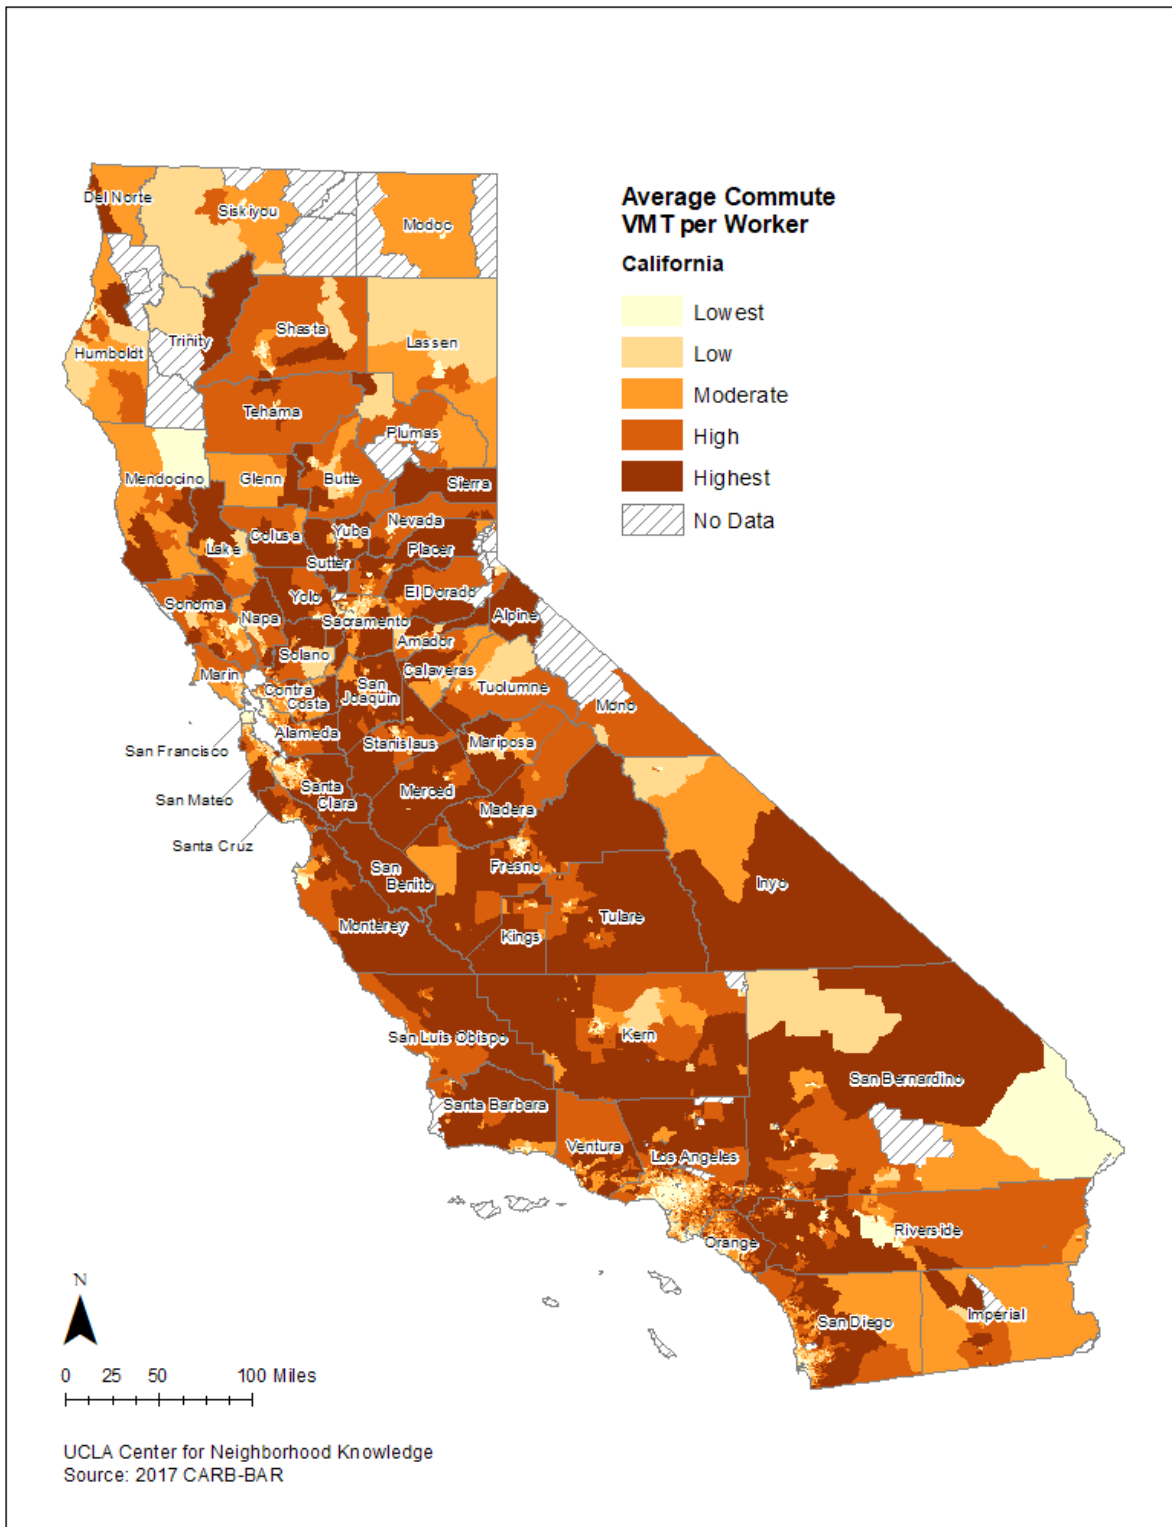 Average Commute
VMT per Worker
California
Lowest
Low
Moderate
High
Highest
No Data
Del Norte
Siskiyou
Modoc
Shasta
Trinity
Lassen
Humboldt
Tehama
Plumas
Mendocino
Glenn
Butte
Sierra
Nevada
Yuba
Colusa
Lake
Placer
Sutter
Yolo
El Dorado
Sonoma
Napa
Sacramento
Alpine
Amador
Solano
Marin
Calaveras
San
Joaquin
Contra
Costa
Tuolumne
Mono
Alameda
Stanislaus
Mariposa
San Francisco
Santa
Clara
Merced
San Mateo
Madera
Santa Cruz
San
Benito
Fresno
Inyo
Monterey
Kings
Tulare
San Luis Obispo
Kern
San Bernardino
Santa Barbara
Ventura
Los Angeles
Orange
Riverside
San Diego
Imperial
N
0 25 50 100 Miles
UCLA Center for Neighborhood Knowledge
Source: 2017 CARB-BAR